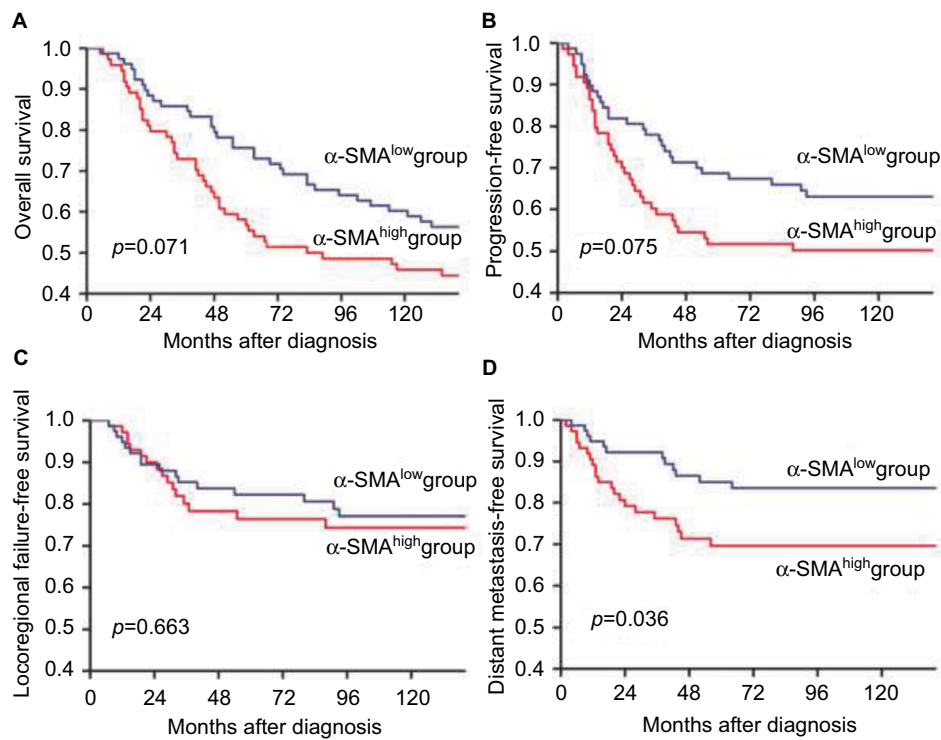 A
Overall survival
1.0
0.9
0.8
0.7
0.6
0.5
0.4
α-SMA^low group
α-SMA^high group
p=0.071
0 24 48 72 96 120
Months after diagnosis
B
Progression-free survival
1.0
0.9
0.8
0.7
0.6
0.5
0.4
α-SMA^low group
α-SMA^high group
p=0.075
0 24 48 72 96 120
Months after diagnosis
C
Locoregional failure-free survival
1.0
0.9
0.8
0.7
0.6
0.5
0.4
α-SMA^low group
α-SMA^high group
p=0.663
0 24 48 72 96 120
Months after diagnosis
D
Distant metastasis-free survival
1.0
0.9
0.8
0.7
0.6
0.5
0.4
α-SMA^low group
α-SMA^high group
p=0.036
0 24 48 72 96 120
Months after diagnosis